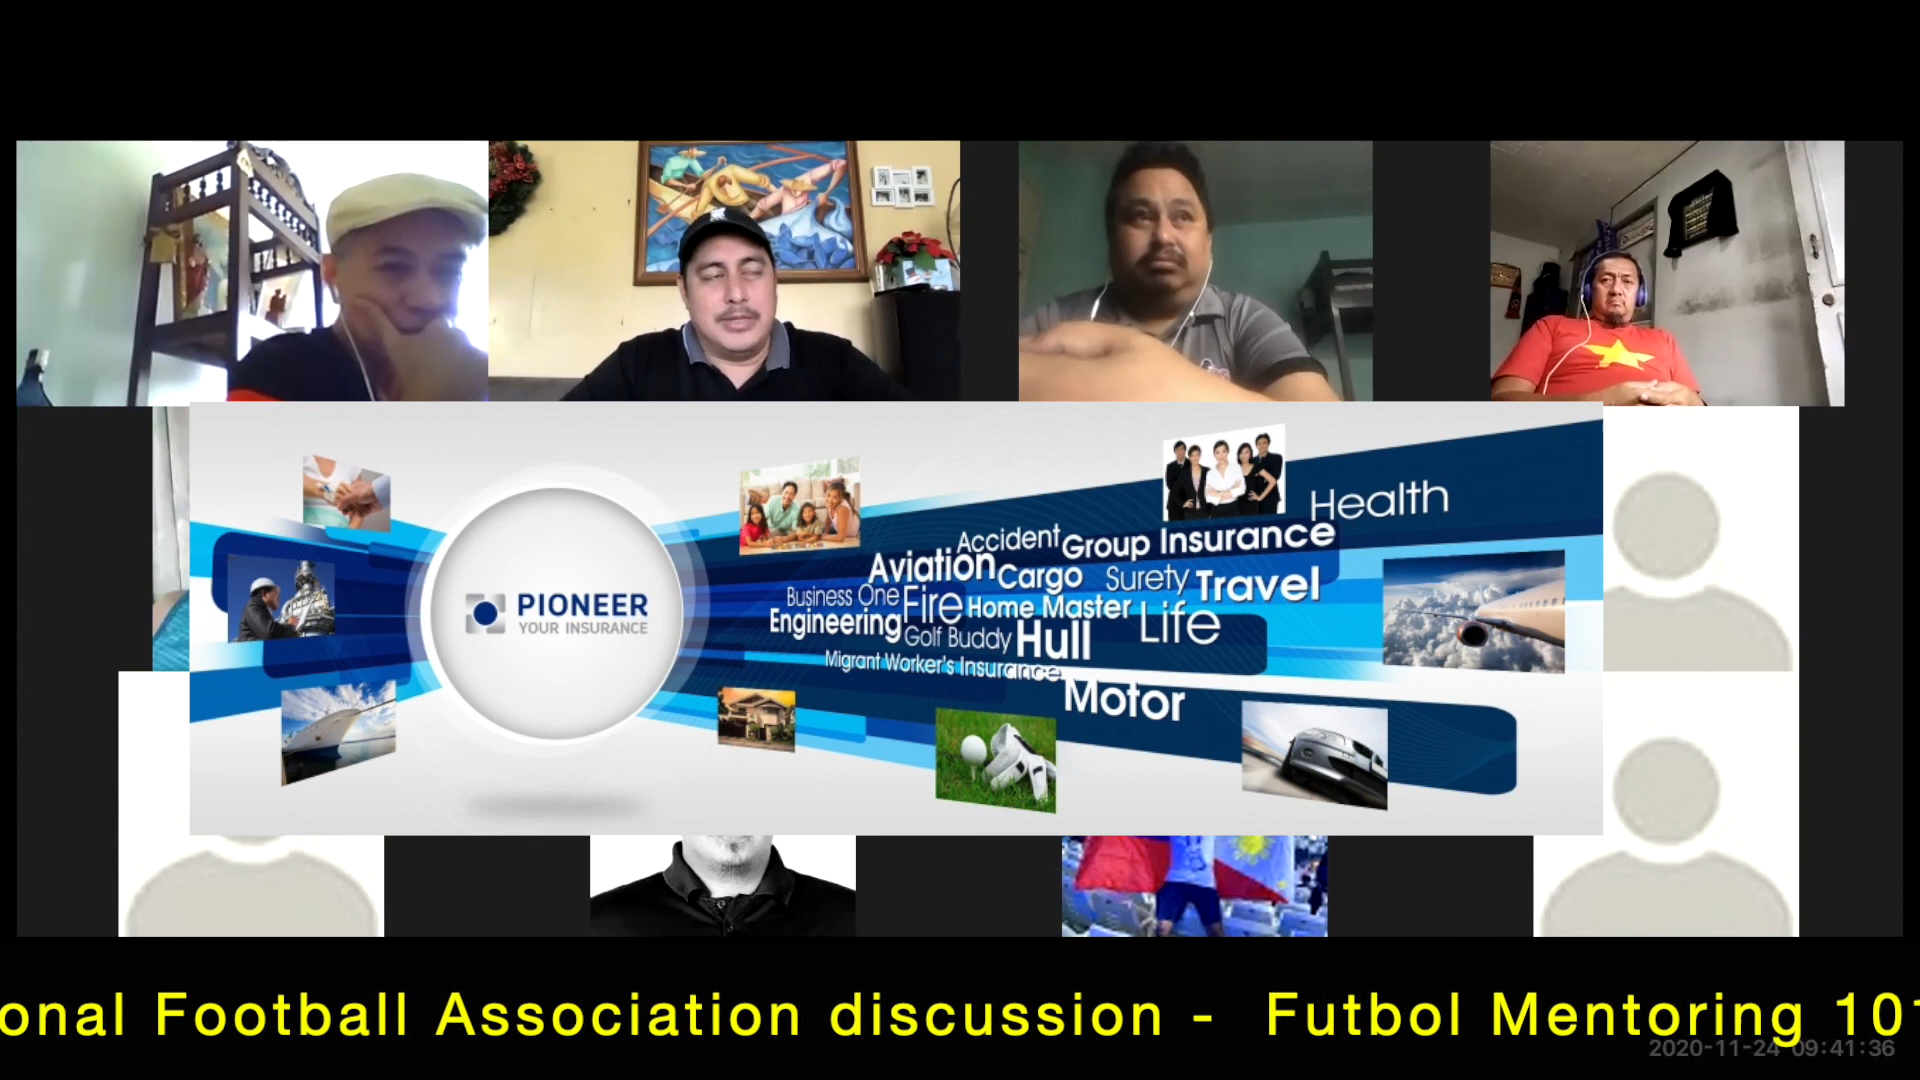 Health
Accident Group Insurance
Aviation Cargo Surety Travel
Business One Fire Home Master Life
Engineering Golf Buddy Hull
Migrant Worker's Insurance
Motor
PIONEER
YOUR INSURANCE
onal Football Association discussion - Futbol Mentoring 101
2020-11-24 09:41:36